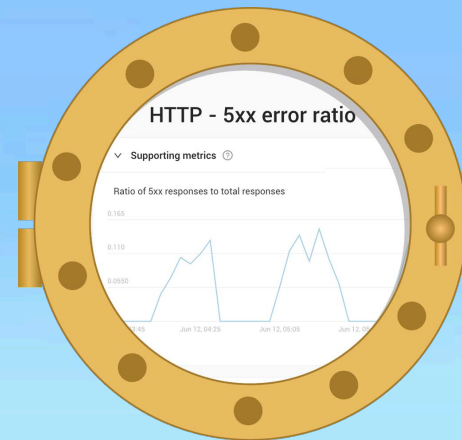 HTTP - 5xx error ratio
Supporting metrics ?
Ratio of 5xx responses to total responses
0.165
0.110
0.0550
Jun 12, 04:25
Jun 12, 05:05